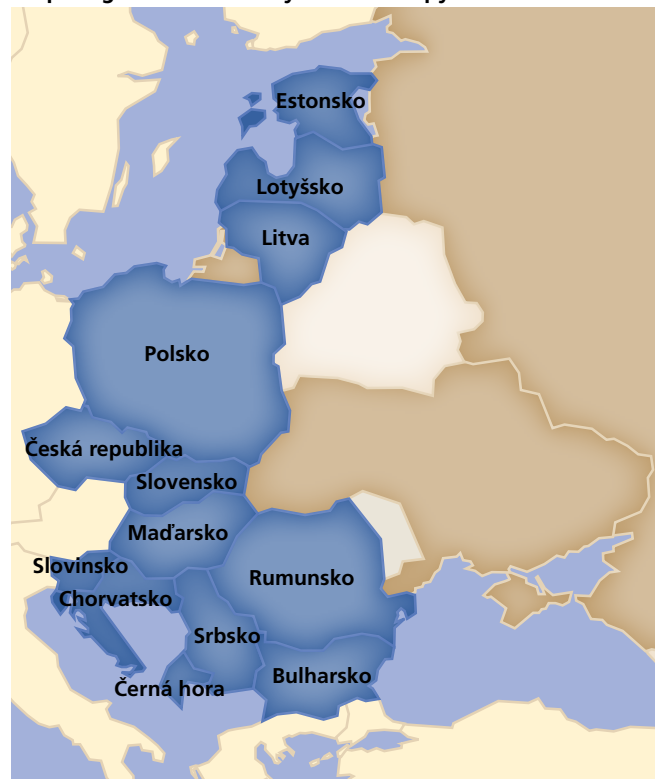 Estonsko
Lotyšsko
Litva
Polsko
Česká republika
Slovensko
Maďarsko
Slovinsko
Rumunsko
Chorvatsko
Srbsko
Bulharsko
Černá hora